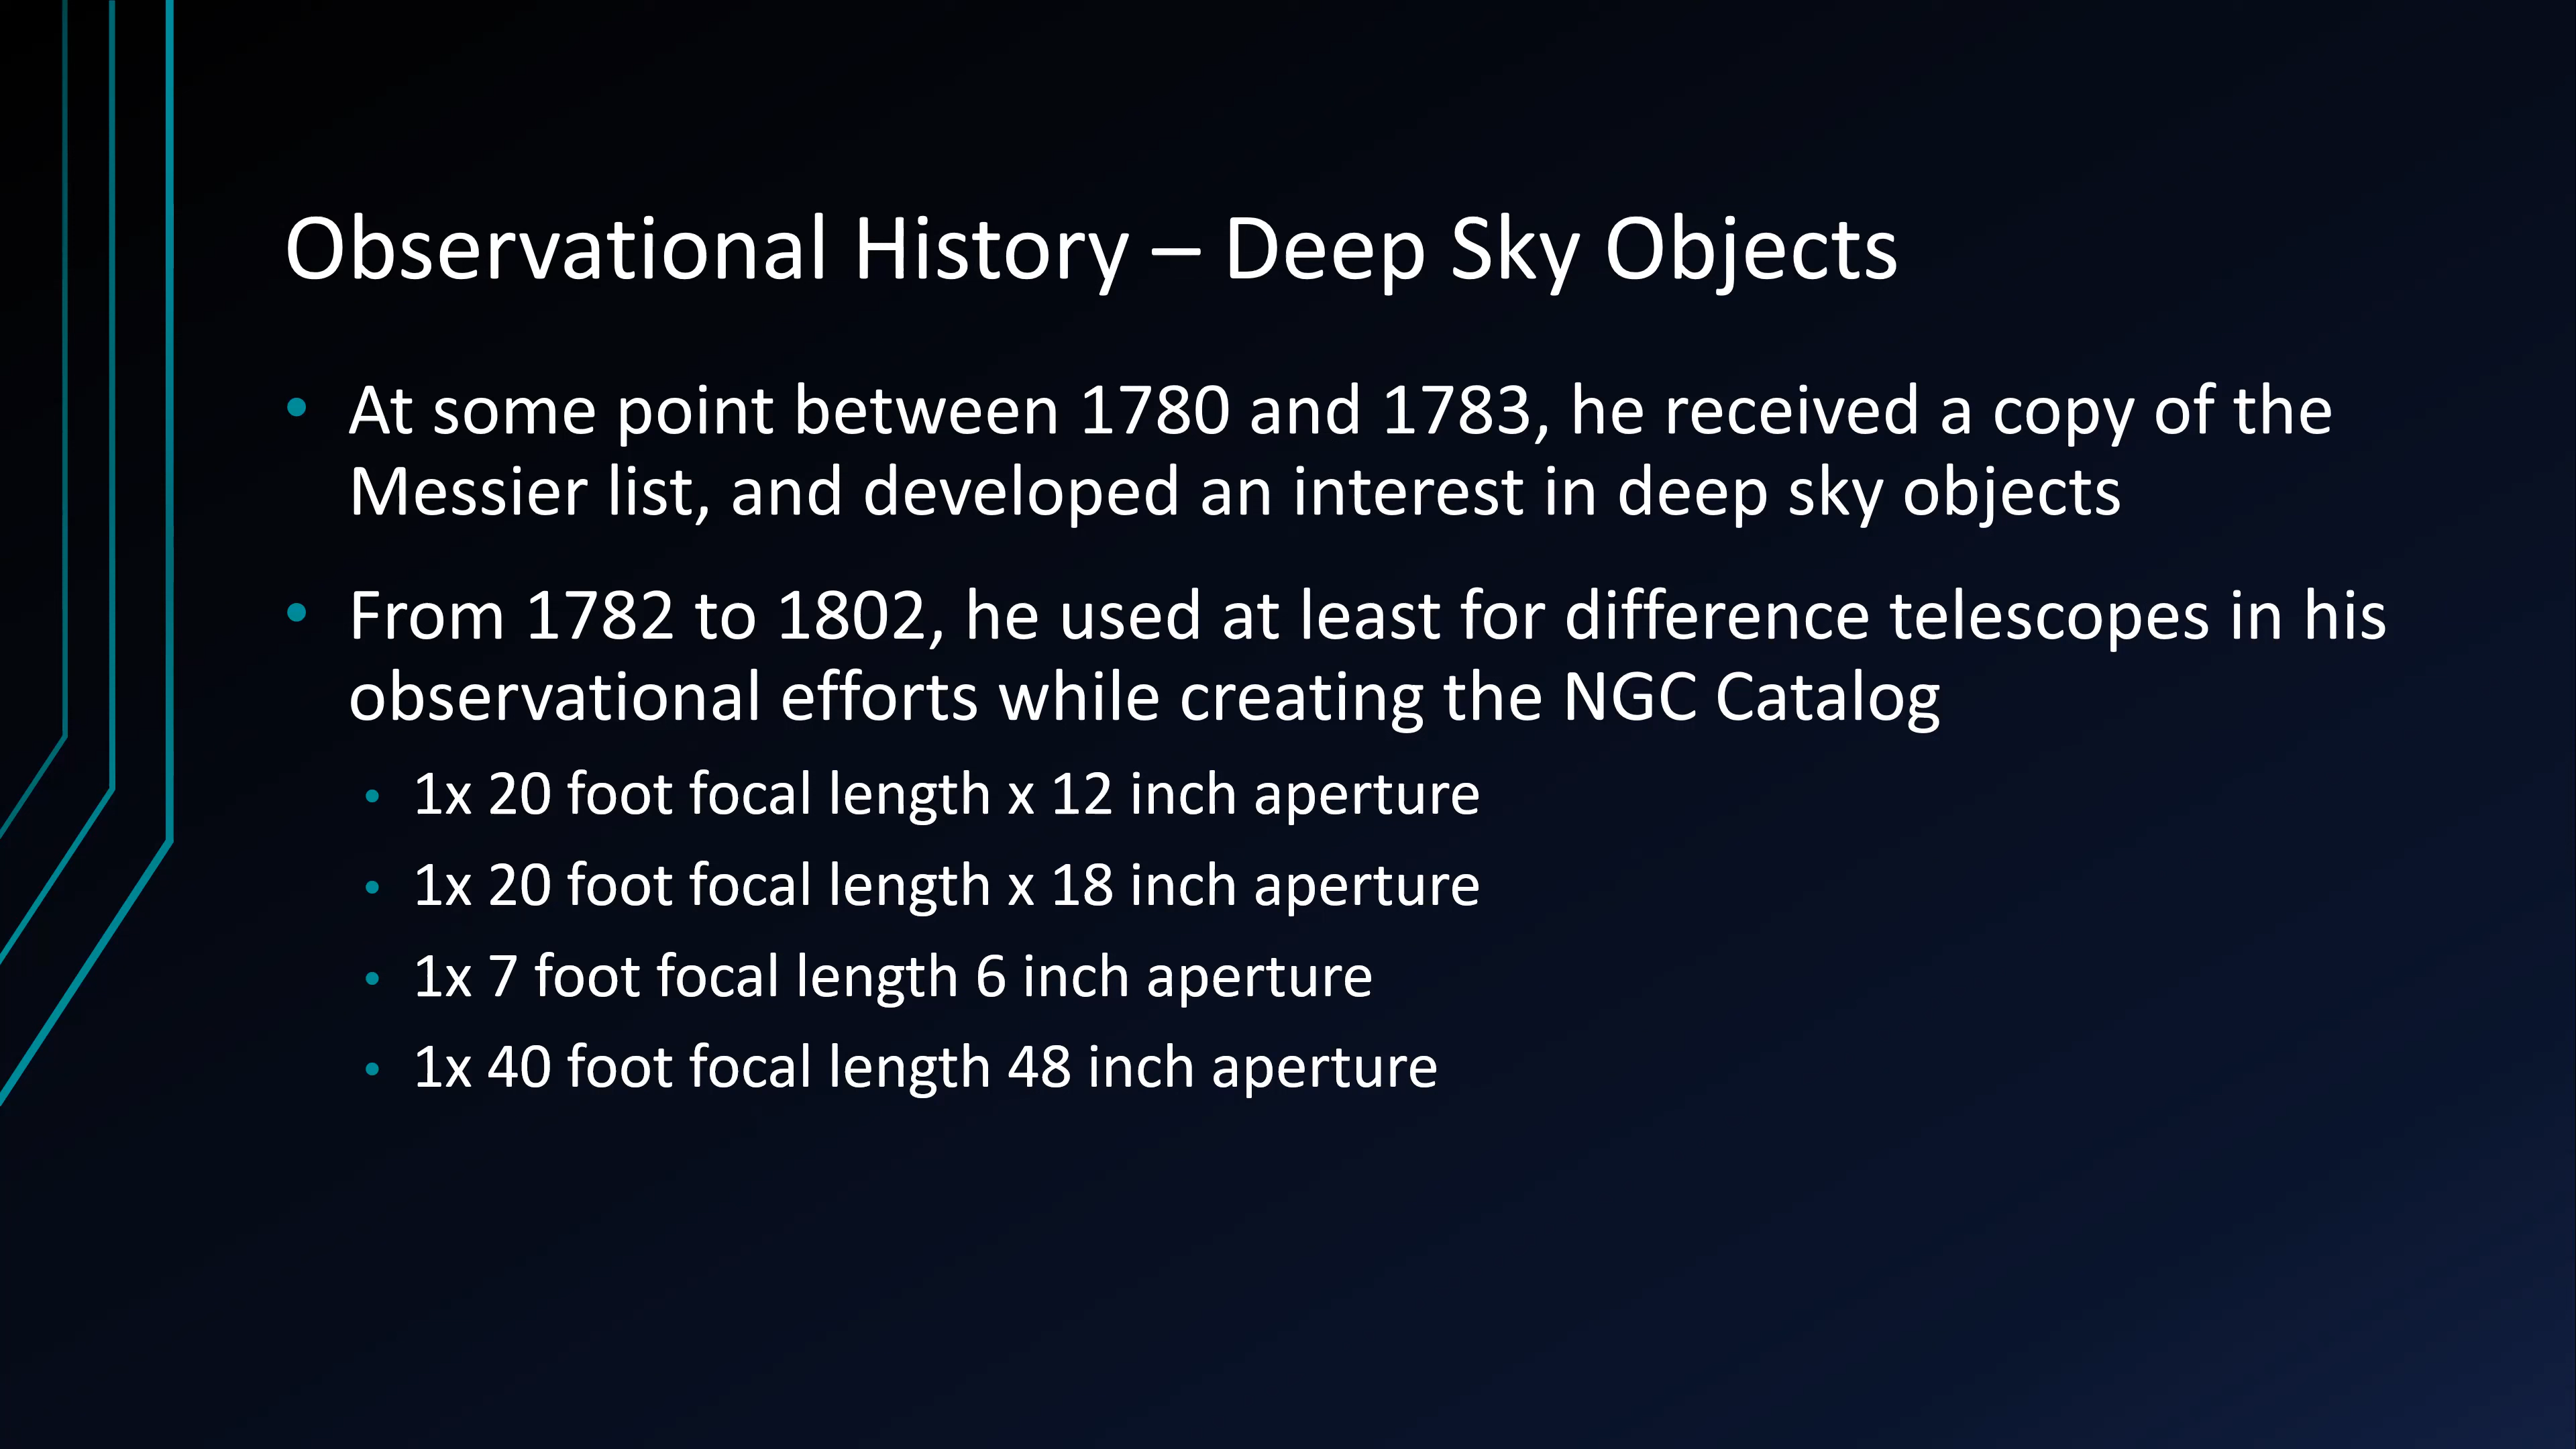 Observational History – Deep Sky Objects
• At some point between 1780 and 1783, he received a copy of the
Messier list, and developed an interest in deep sky objects
• From 1782 to 1802, he used at least for difference telescopes in his
observational efforts while creating the NGC Catalog
• 1x 20 foot focal length x 12 inch aperture
• 1x 20 foot focal length x 18 inch aperture
• 1x 7 foot focal length 6 inch aperture
• 1x 40 foot focal length 48 inch aperture